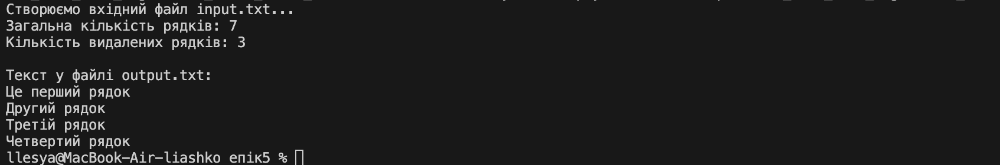 Створюємо вхідний файл input.txt...
Загальна кількість рядків: 7
Кількість видалених рядків: 3
Текст у файлі output.txt:
Це перший рядок
Другий рядок
Третій рядок
Четвертий рядок
llesya@MacBook-Air-liashko епік5 %